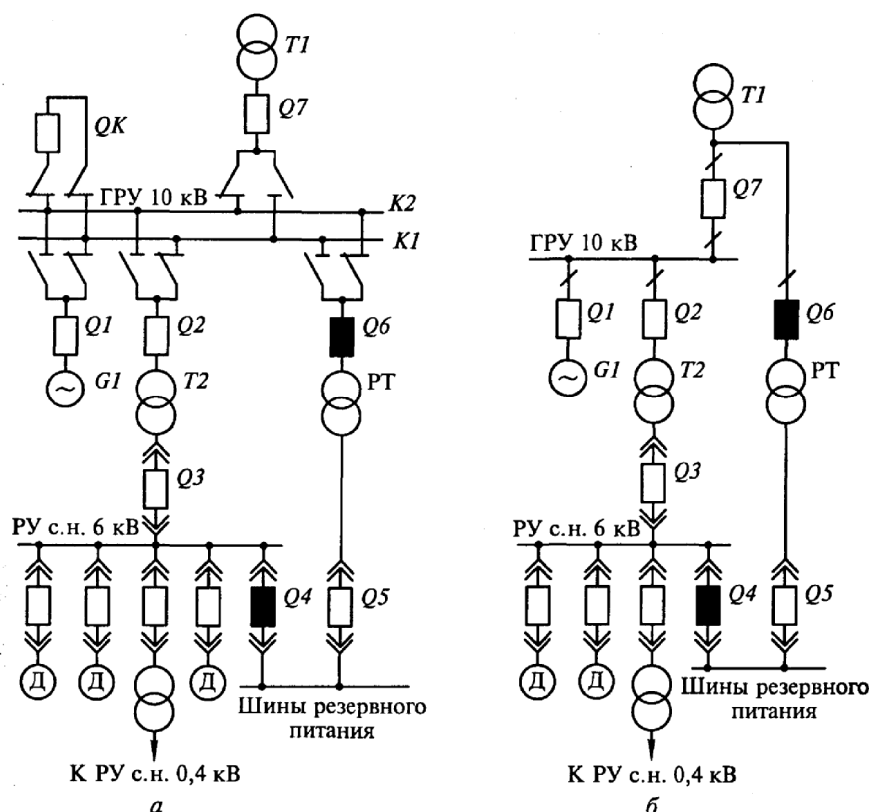 T1
Q7
QK
ГРУ 10 кВ
K2
K1
Q1
Q2
Q6
G1
T2
РТ
Q3
РУ с.н. 6 кВ
Q4
Q5
Д
Д
Д
Шины резервного
питания
К РУ с.н. 0,4 кВ
а
T1
Q7
ГРУ 10 кВ
Q1
Q2
Q6
G1
T2
РТ
Q3
РУ с.н. 6 кВ
Q4
Q5
Д
Д
Д
Шины резервного
питания
К РУ с.н. 0,4 кВ
б